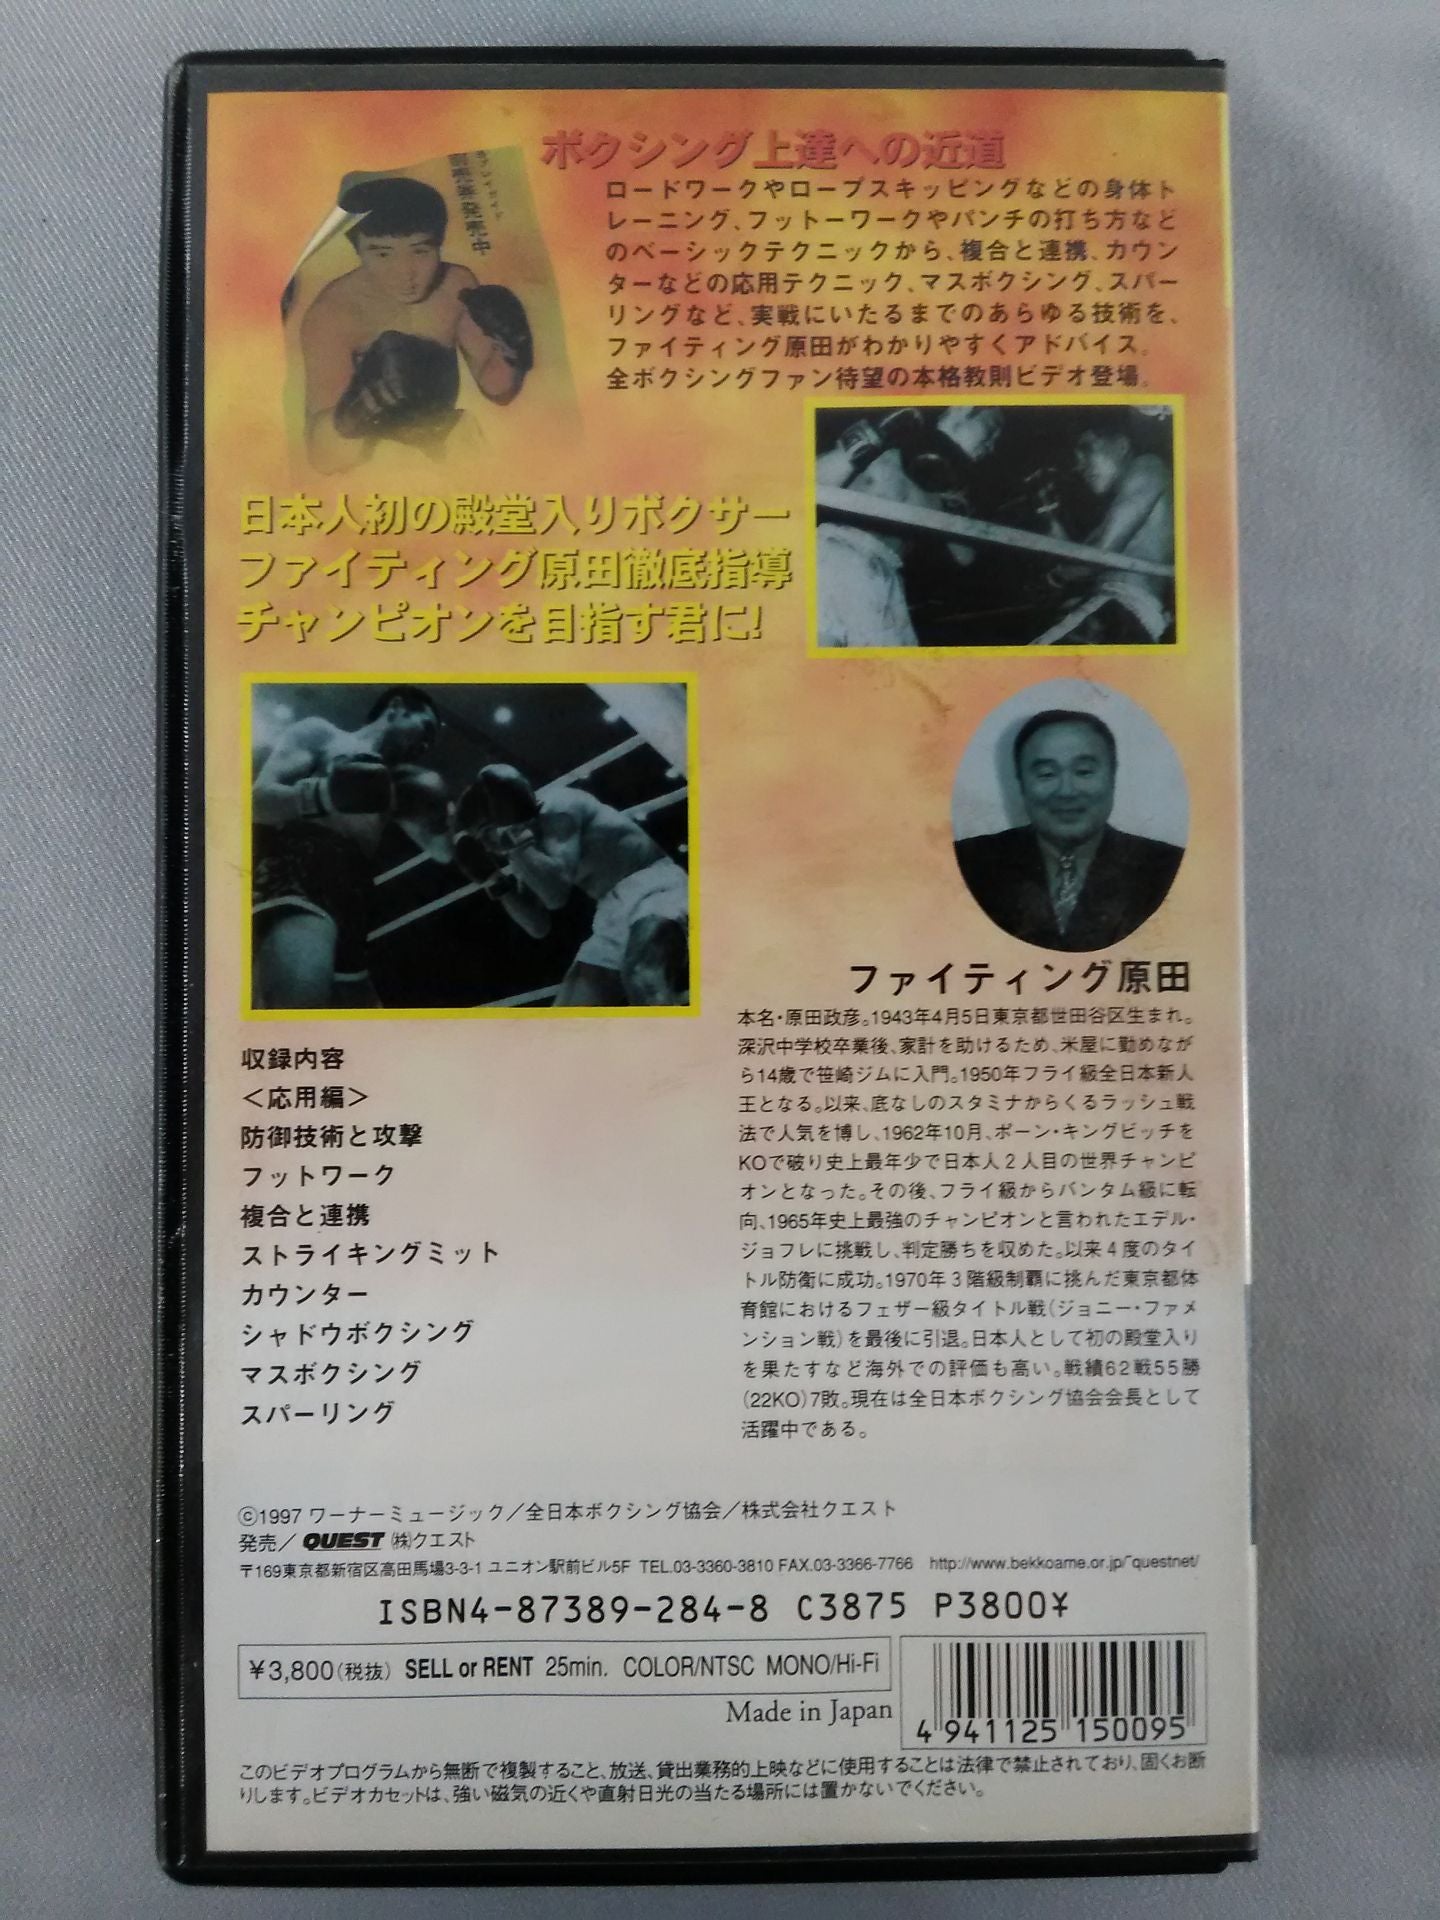 ボクシング上達への近道
ロードワークやロープスキッピングなどの身体ト
レーニング、フットーワークやパンチの打ち方など
のベーシックテクニックから、複合と連携、カウン
ターなどの応用テクニック、マスボクシング、スパー
リングなど、実戦にいたるまでのあらゆる技術を、
ファイティング原田がわかりやすくアドバイス。
全ボクシングファン待望の本格教則ビデオ登場。
日本人初の殿堂入りボクサー
ファイティング原田徹底指導
チャンピオンを目指す君に!
ファイティング原田
本名・原田政彦。1943年4月5日東京都世田谷区生まれ。
深沢中学校卒業後、家計を助けるため、米屋に勤めなが
ら14歳で笹崎ジムに入門。1950年フライ級全日本新人
王となる。以来、底なしのスタミナからくるラッシュ戦
法で人気を博し、1962年10月、ポーン・キングピッチを
KOで破り史上最年少で日本人2人目の世界チャンピ
オンとなった。その後、フライ級からバンタム級に転
向、1965年史上最強のチャンピオンと言われたエデル・
ジョフレに挑戦し、判定勝ちを収めた。以来4度のタイ
トル防衛に成功。1970年3階級制覇に挑んだ東京都体
育館におけるフェザー級タイトル戦(ジョニー・ファメ
ンション戦)を最後に引退。日本人として初の殿堂入り
を果たすなど海外での評価も高い。戦績62戦55勝
(22KO)7敗。現在は全日本ボクシング協会会長として
活躍中である。
収録内容
<応用編>
防御技術と攻撃
フットワーク
複合と連携
ストライキングミット
カウンター
シャドウボクシング
マスボクシング
スパーリング
©1997 ワーナーミュージック/全日本ボクシング協会/株式会社クエスト
発売/ QUEST ㈱クエスト
〒169東京都新宿区高田馬場3-3-1 ユニオン駅前ビル5F TEL.03-3360-3810 FAX.03-3366-7766 http://www.bekkoame.or.jp/~questnet/
ISBN4-87389-284-8 C3875 P3800¥
¥3,800(税抜) SELL or RENT 25min. COLOR/NTSC MONO/Hi-Fi
Made in Japan
4 941125 150095
このビデオプログラムから無断で複製すること、放送、貸出業務的上映などに使用することは法律で禁止されており、固くお断
りします。ビデオカセットは、強い磁気の近くや直射日光の当たる場所には置かないでください。